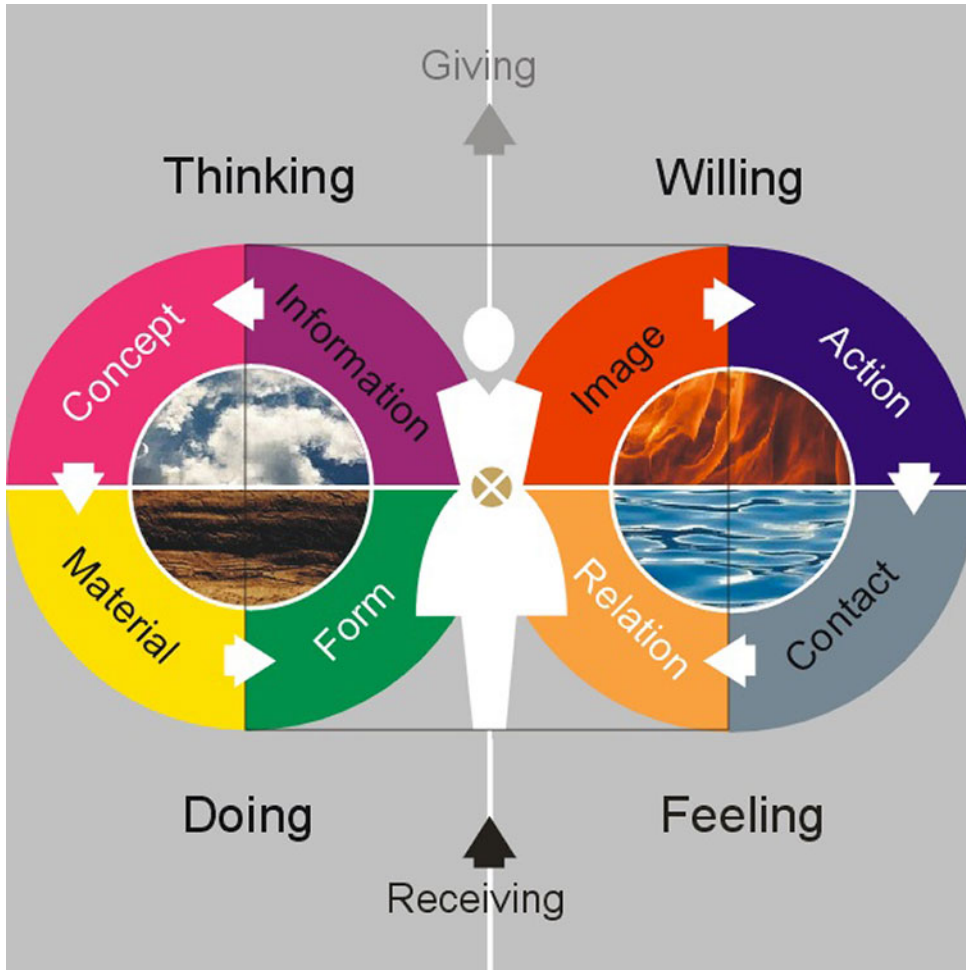 Giving
Thinking
Willing
Concept
Information
Image
Action
Material
Form
Relation
Contact
Doing
Feeling
Receiving